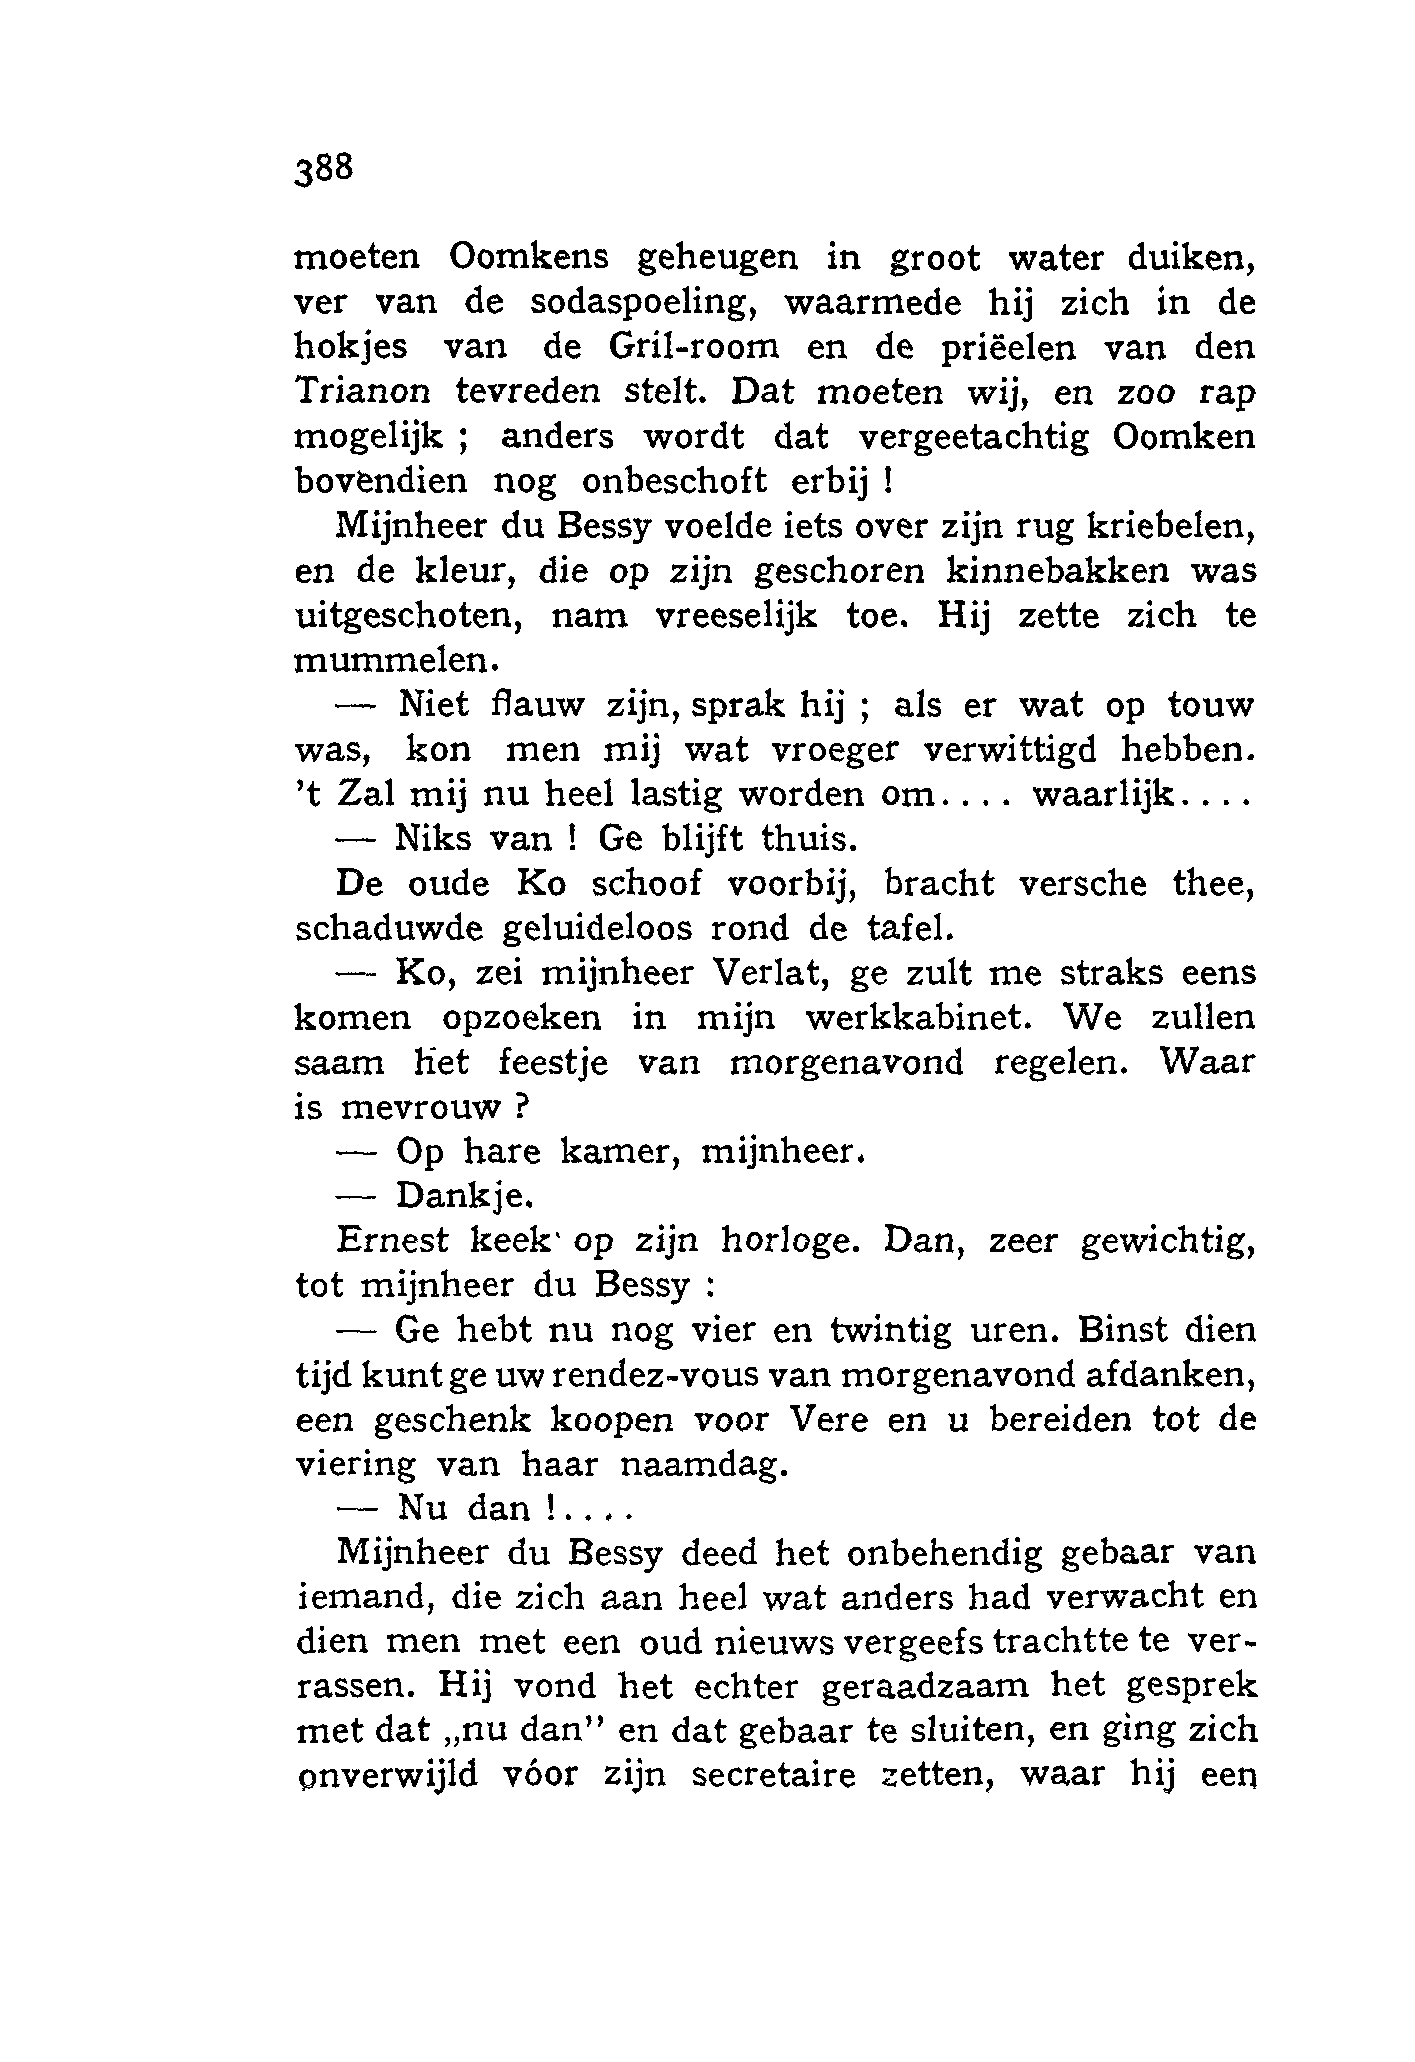 388
moeten Oomkens geheugen in groot water duiken,
ver van de sodaspoeling, waarmede hij zich in de
hokjes van de Gril-room en de priëelen van den
Trianon tevreden stelt. Dat moeten wij, en zoo rap
mogelijk ; anders wordt dat vergeetachtig Oomken
bovendien nog onbeschoft erbij !
Mijnheer du Bessy voelde iets over zijn rug kriebelen,
en de kleur, die op zijn geschoren kinnebakken was
uitgeschoten, nam vreeselijk toe. Hij zette zich te
mummelen.
— Niet flauw zijn, sprak hij ; als er wat op touw
was, kon men mij wat vroeger verwittigd hebben.
't Zal mij nu heel lastig worden om.... waarlijk....
— Niks van ! Ge blijft thuis.
De oude Ko schoof voorbij, bracht versche thee,
schaduwde geluideloos rond de tafel.
— Ko, zei mijnheer Verlat, ge zult me straks eens
komen opzoeken in mijn werkkabinet. We zullen
saam het feestje van morgenavond regelen. Waar
is mevrouw ?
— Op hare kamer, mijnheer.
— Dankje.
Ernest keek op zijn horloge. Dan, zeer gewichtig,
tot mijnheer du Bessy :
— Ge hebt nu nog vier en twintig uren. Binst dien
tijd kunt ge uw rendez-vous van morgenavond afdanken,
een geschenk koopen voor Vere en u bereiden tot de
viering van haar naamdag.
— Nu dan !....
Mijnheer du Bessy deed het onbehendig gebaar van
iemand, die zich aan heel wat anders had verwacht en
dien men met een oud nieuws vergeefs trachtte te ver-
rassen. Hij vond het echter geraadzaam het gesprek
met dat „nu dan" en dat gebaar te sluiten, en ging zich
onverwijld vóor zijn secretaire zetten, waar hij een